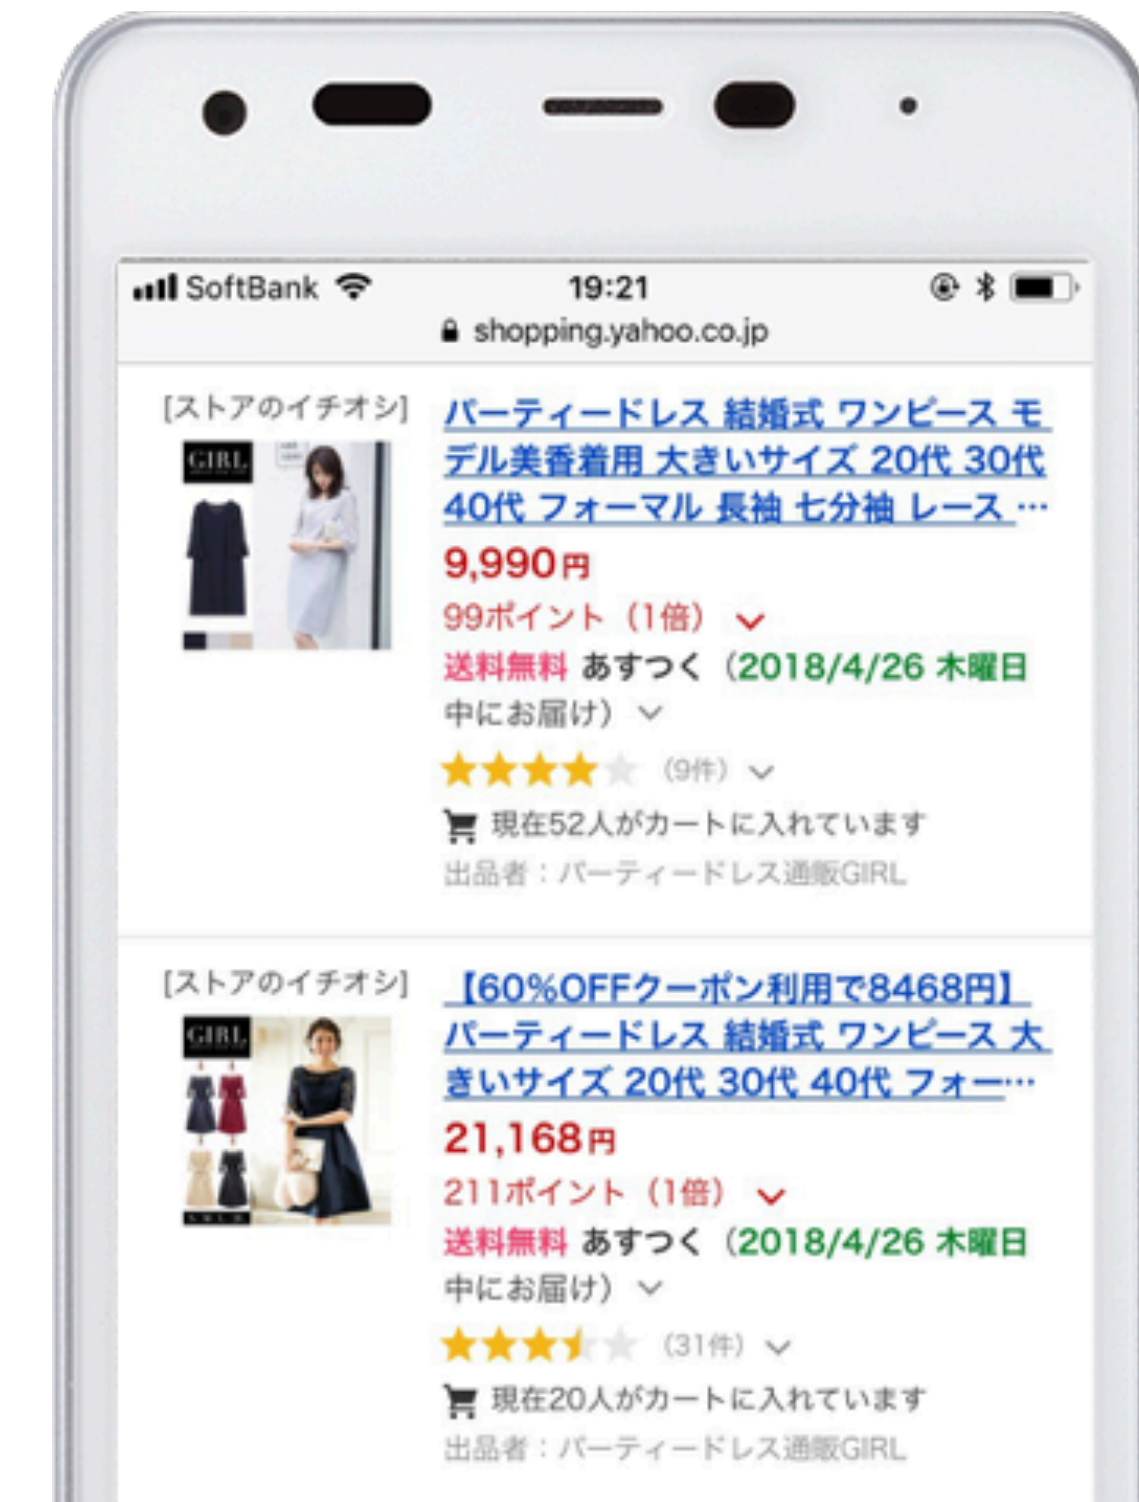 SoftBank 19:21
shopping.yahoo.co.jp
[ストアのイチオシ]
GIRL
パーティードレス 結婚式 ワンピース モ
デル美香着用 大きいサイズ 20代 30代
40代 フォーマル 長袖 七分袖 レース …
9,990円
99ポイント（1倍）
送料無料 あすつく（2018/4/26 木曜日
中にお届け）
（9件）
現在52人がカートに入れています
出品者：パーティードレス通販GIRL
[ストアのイチオシ]
GIRL
【60%OFFクーポン利用で8468円】
パーティードレス 結婚式 ワンピース 大
きいサイズ 20代 30代 40代 フォー…
21,168円
211ポイント（1倍）
送料無料 あすつく（2018/4/26 木曜日
中にお届け）
（31件）
現在20人がカートに入れています
出品者：パーティードレス通販GIRL